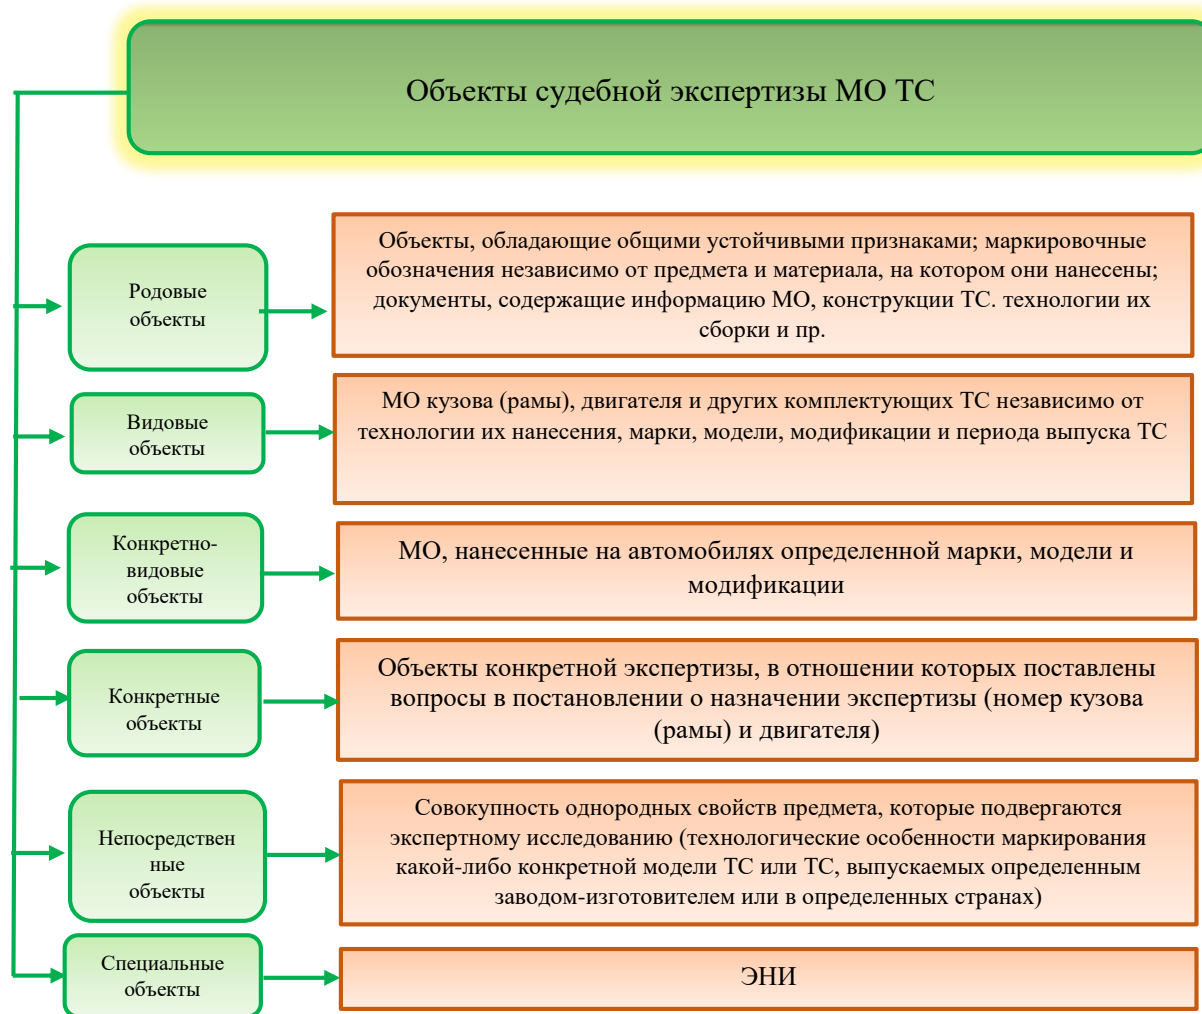 Объекты судебной экспертизы МО ТС
Родовые
объекты
Объекты, обладающие общими устойчивыми признаками; маркировочные
обозначения независимо от предмета и материала, на котором они нанесены;
документы, содержащие информацию МО, конструкции ТС. технологии их
сборки и пр.
Видовые
объекты
МО кузова (рамы), двигателя и других комплектующих ТС независимо от
технологии их нанесения, марки, модели, модификации и периода выпуска ТС
Конкретно-
видовые
объекты
МО, нанесенные на автомобилях определенной марки, модели и
модификации
Конкретные
объекты
Объекты конкретной экспертизы, в отношении которых поставлены
вопросы в постановлении о назначении экспертизы (номер кузова
(рамы) и двигателя)
Непосредствен
ные
объекты
Совокупность однородных свойств предмета, которые подвергаются
экспертному исследованию (технологические особенности маркирования
какой-либо конкретной модели ТС или ТС, выпускаемых определенным
заводом-изготовителем или в определенных странах)
Специальные
объекты
ЭНИ